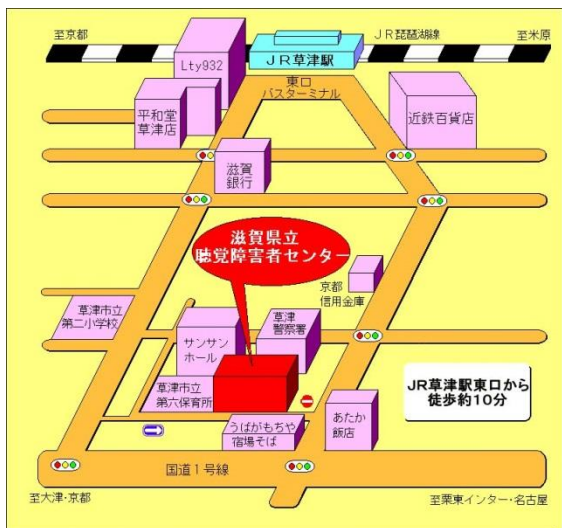 至京都
JR琵琶湖線
至米原
Lty932
JR草津駅
東口
バスターミナル
平和堂
草津店
近鉄百貨店
滋賀
銀行
滋賀県立
聴覚障害者センター
京都
信用金庫
草津市立
第二小学校
草津
警察署
サンサン
ホール
JR草津駅東口から
徒歩約10分
草津市立
第六保育所
うばがもちや
宿場そば
あたか
飯店
国道1号線
至大津・京都
至栗東インター・名古屋